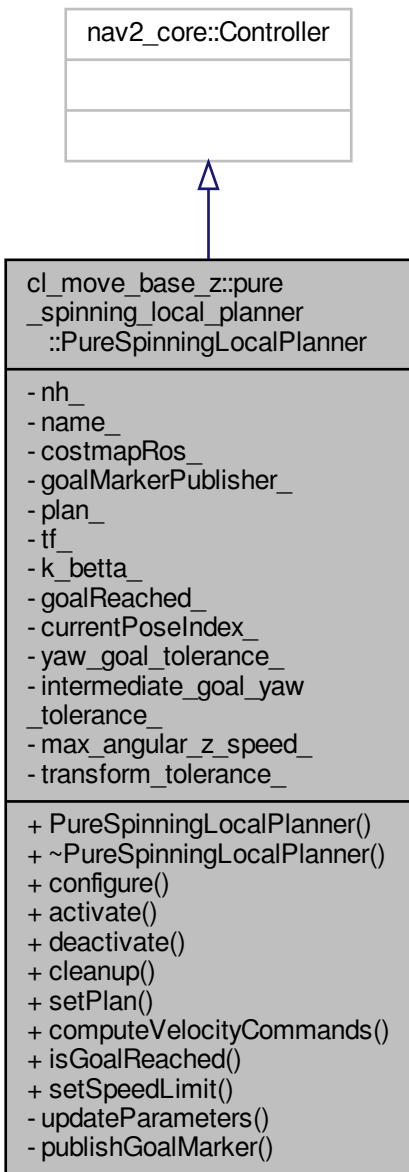 nav2_core::Controller
cl_move_base_z::pure
_spinning_local_planner
::PureSpinningLocalPlanner
- nh_
- name_
- costmapRos_
- goalMarkerPublisher_
- plan_
- tf_
- k_betta_
- goalReached_
- currentPoseIndex_
- yaw_goal_tolerance_
- intermediate_goal_yaw
_tolerance_
- max_angular_z_speed_
- transform_tolerance_
+ PureSpinningLocalPlanner()
+ ~PureSpinningLocalPlanner()
+ configure()
+ activate()
+ deactivate()
+ cleanup()
+ setPlan()
+ computeVelocityCommands()
+ isGoalReached()
+ setSpeedLimit()
- updateParameters()
- publishGoalMarker()